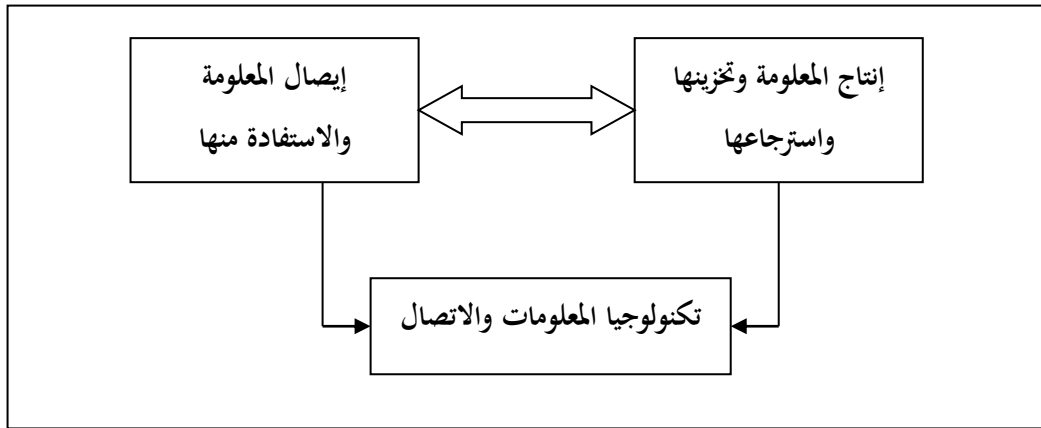 إنتاج المعلومة وتخزينها
واسترجاعها
إيصال المعلومة
والاستفادة منها
تكنولوجيا المعلومات والاتصال